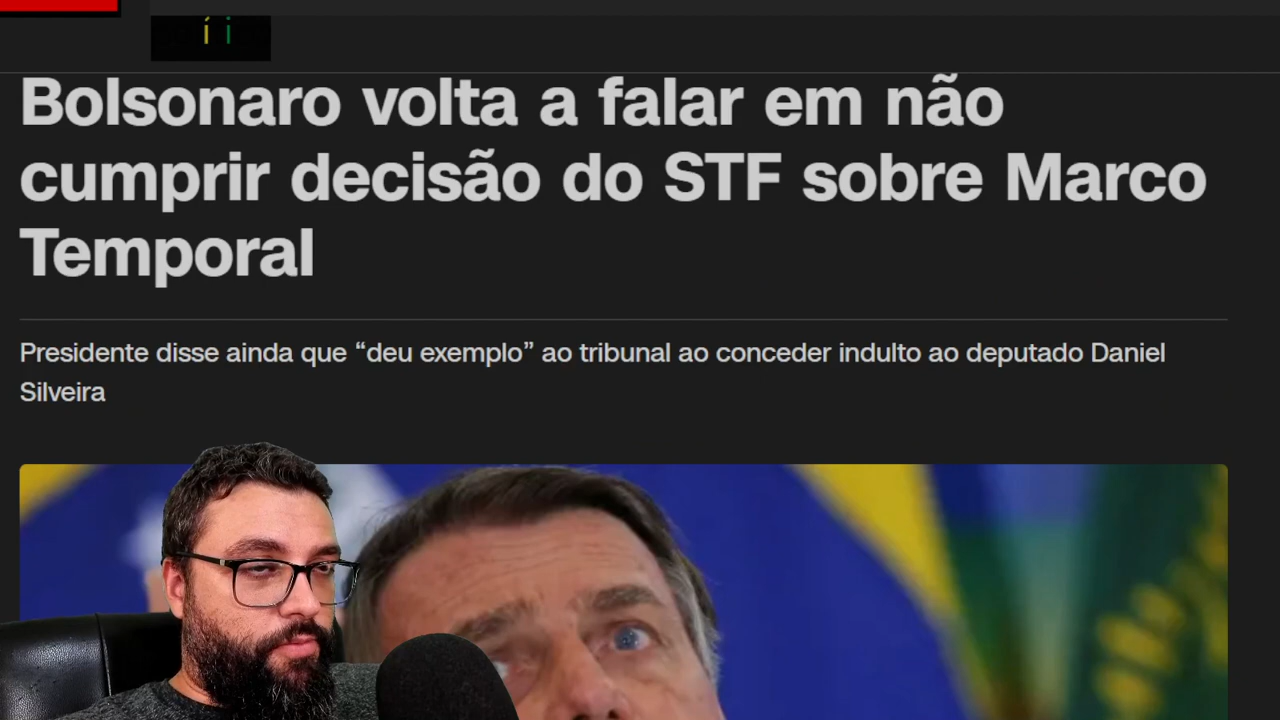 Bolsonaro volta a falar em não
cumprir decisão do STF sobre Marco
Temporal
Presidente disse ainda que “deu exemplo” ao tribunal ao conceder indulto ao deputado Daniel
Silveira